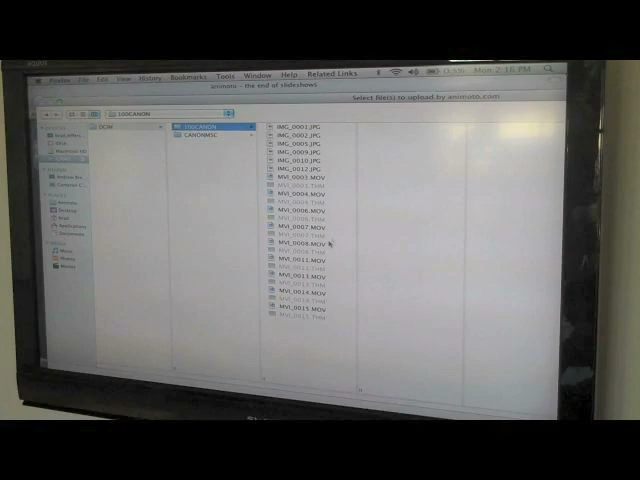 Firefox File Edit View History Bookmarks Tools Window Help Related Links Mon 2:16 PM
animoto - the end of slideshows
Select file(s) to upload by animoto.com
100CANON
DCIM
100CANON
CANONMSC
IMG_0001.JPG
IMG_0002.JPG
IMG_0005.JPG
IMG_0009.JPG
IMG_0010.JPG
IMG_0012.JPG
MVI_0003.MOV
MVI_0003.THM
MVI_0004.MOV
MVI_0004.THM
MVI_0006.MOV
MVI_0006.THM
MVI_0007.MOV
MVI_0007.THM
MVI_0008.MOV
MVI_0008.THM
MVI_0011.MOV
MVI_0011.THM
MVI_0013.MOV
MVI_0013.THM
MVI_0014.MOV
MVI_0014.THM
MVI_0015.MOV
MVI_0015.THM
Macintosh HD
Animoto
Desktop
Applications
Documents
Music
Photos
Movies